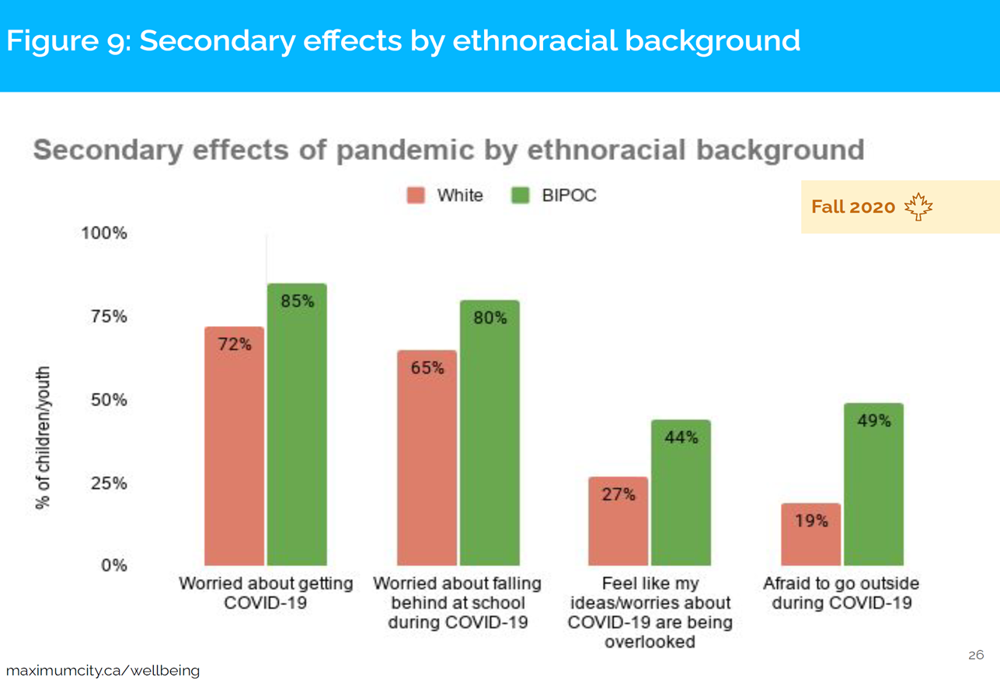 Figure 9: Secondary effects by ethnoracial background
Secondary effects of pandemic by ethnoracial background
White
BIPOC
Fall 2020
100%
75%
50%
25%
0%
% of children/youth
72%
85%
65%
80%
27%
44%
19%
49%
Worried about getting
COVID-19
Worried about falling
behind at school
during COVID-19
Feel like my
ideas/worries about
COVID-19 are being
overlooked
Afraid to go outside
during COVID-19
26
maximumcity.ca/wellbeing